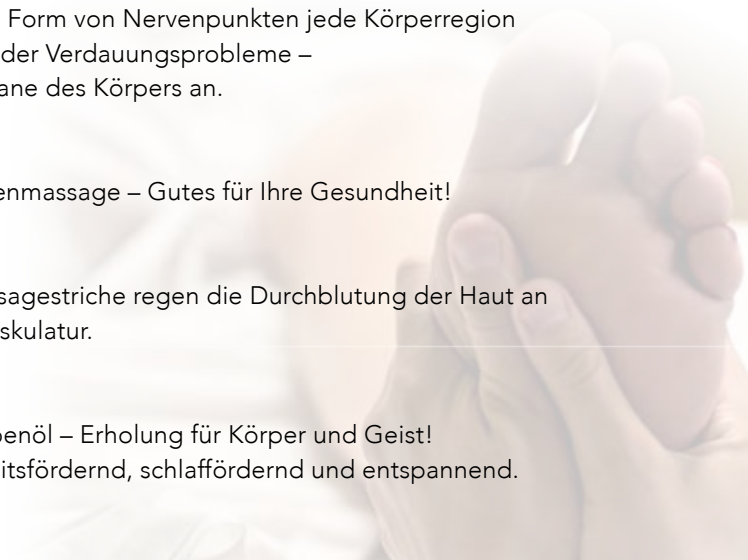 Form von Nervenpunkten jede Körperregion
der Verdauungsprobleme –
ane des Körpers an.
enmassage – Gutes für Ihre Gesundheit!
sagestriche regen die Durchblutung der Haut an
skulatur.
enöl – Erholung für Körper und Geist!
itsfördernd, schlaffördernd und entspannend.